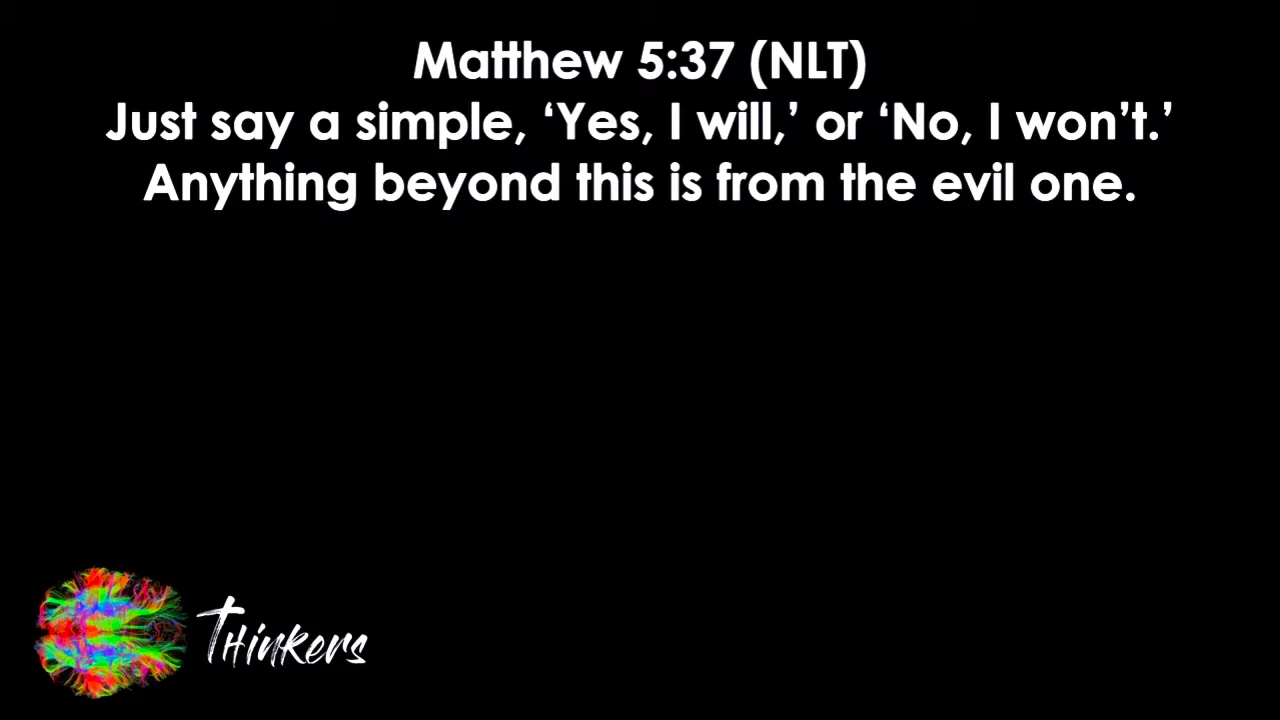 Matthew 5:37 (NLT)
Just say a simple, ‘Yes, I will,’ or ‘No, I won’t.’
Anything beyond this is from the evil one.
THinkers